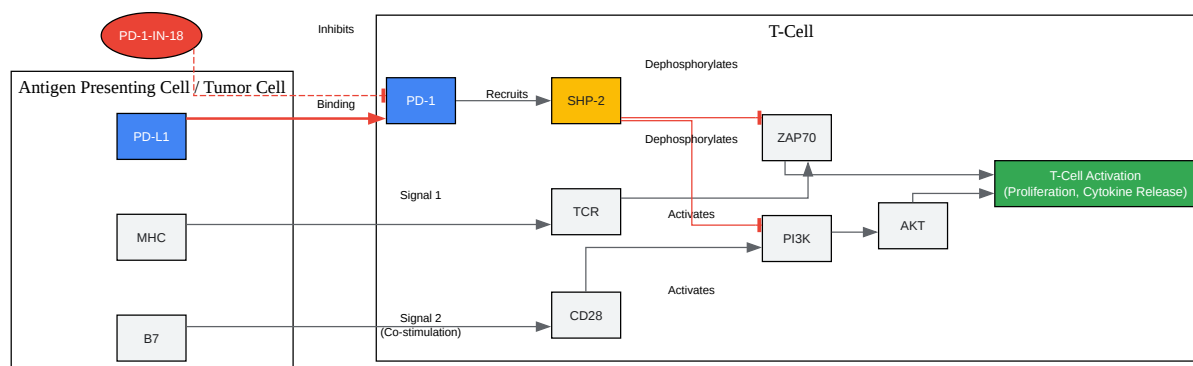 PD-1-IN-18
Inhibits
T-Cell
Antigen Presenting Cell / Tumor Cell
Dephosphorylates
PD-L1
Binding
PD-1
Recruits
SHP-2
Dephosphorylates
ZAP70
T-Cell Activation
(Proliferation, Cytokine Release)
MHC
Signal 1
TCR
Activates
PI3K
AKT
B7
Signal 2
(Co-stimulation)
CD28
Activates